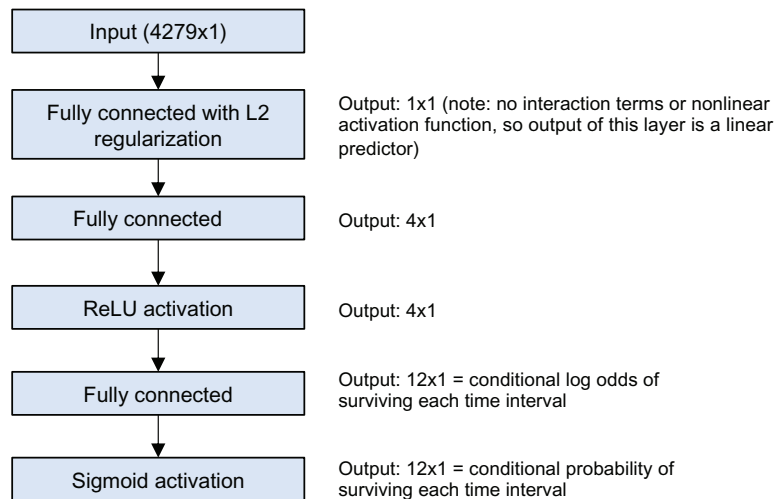 Input (4279x1)
Fully connected with L2
regularization
Output: 1x1 (note: no interaction terms or nonlinear
activation function, so output of this layer is a linear
predictor)
Fully connected
Output: 4x1
ReLU activation
Output: 4x1
Fully connected
Output: 12x1 = conditional log odds of
surviving each time interval
Sigmoid activation
Output: 12x1 = conditional probability of
surviving each time interval